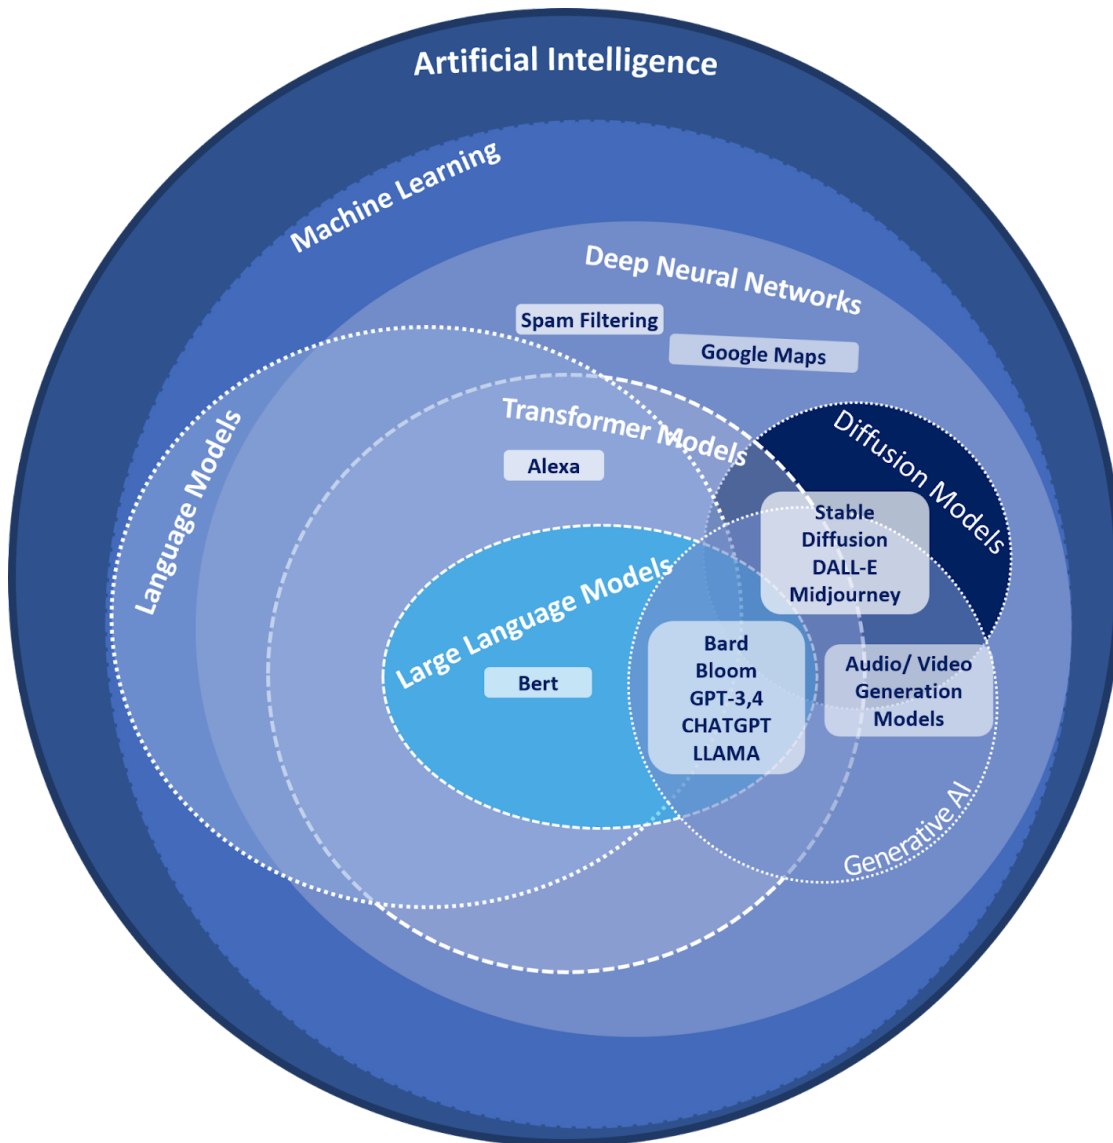 Artificial Intelligence
Machine Learning
Deep Neural Networks
Spam Filtering
Google Maps
Language Models
Transformer Models
Alexa
Diffusion Models
Stable
Diffusion
DALL-E
Midjourney
Large Language Models
Bert
Bard
Bloom
GPT-3,4
CHATGPT
LLAMA
Audio/ Video
Generation
Models
Generative AI